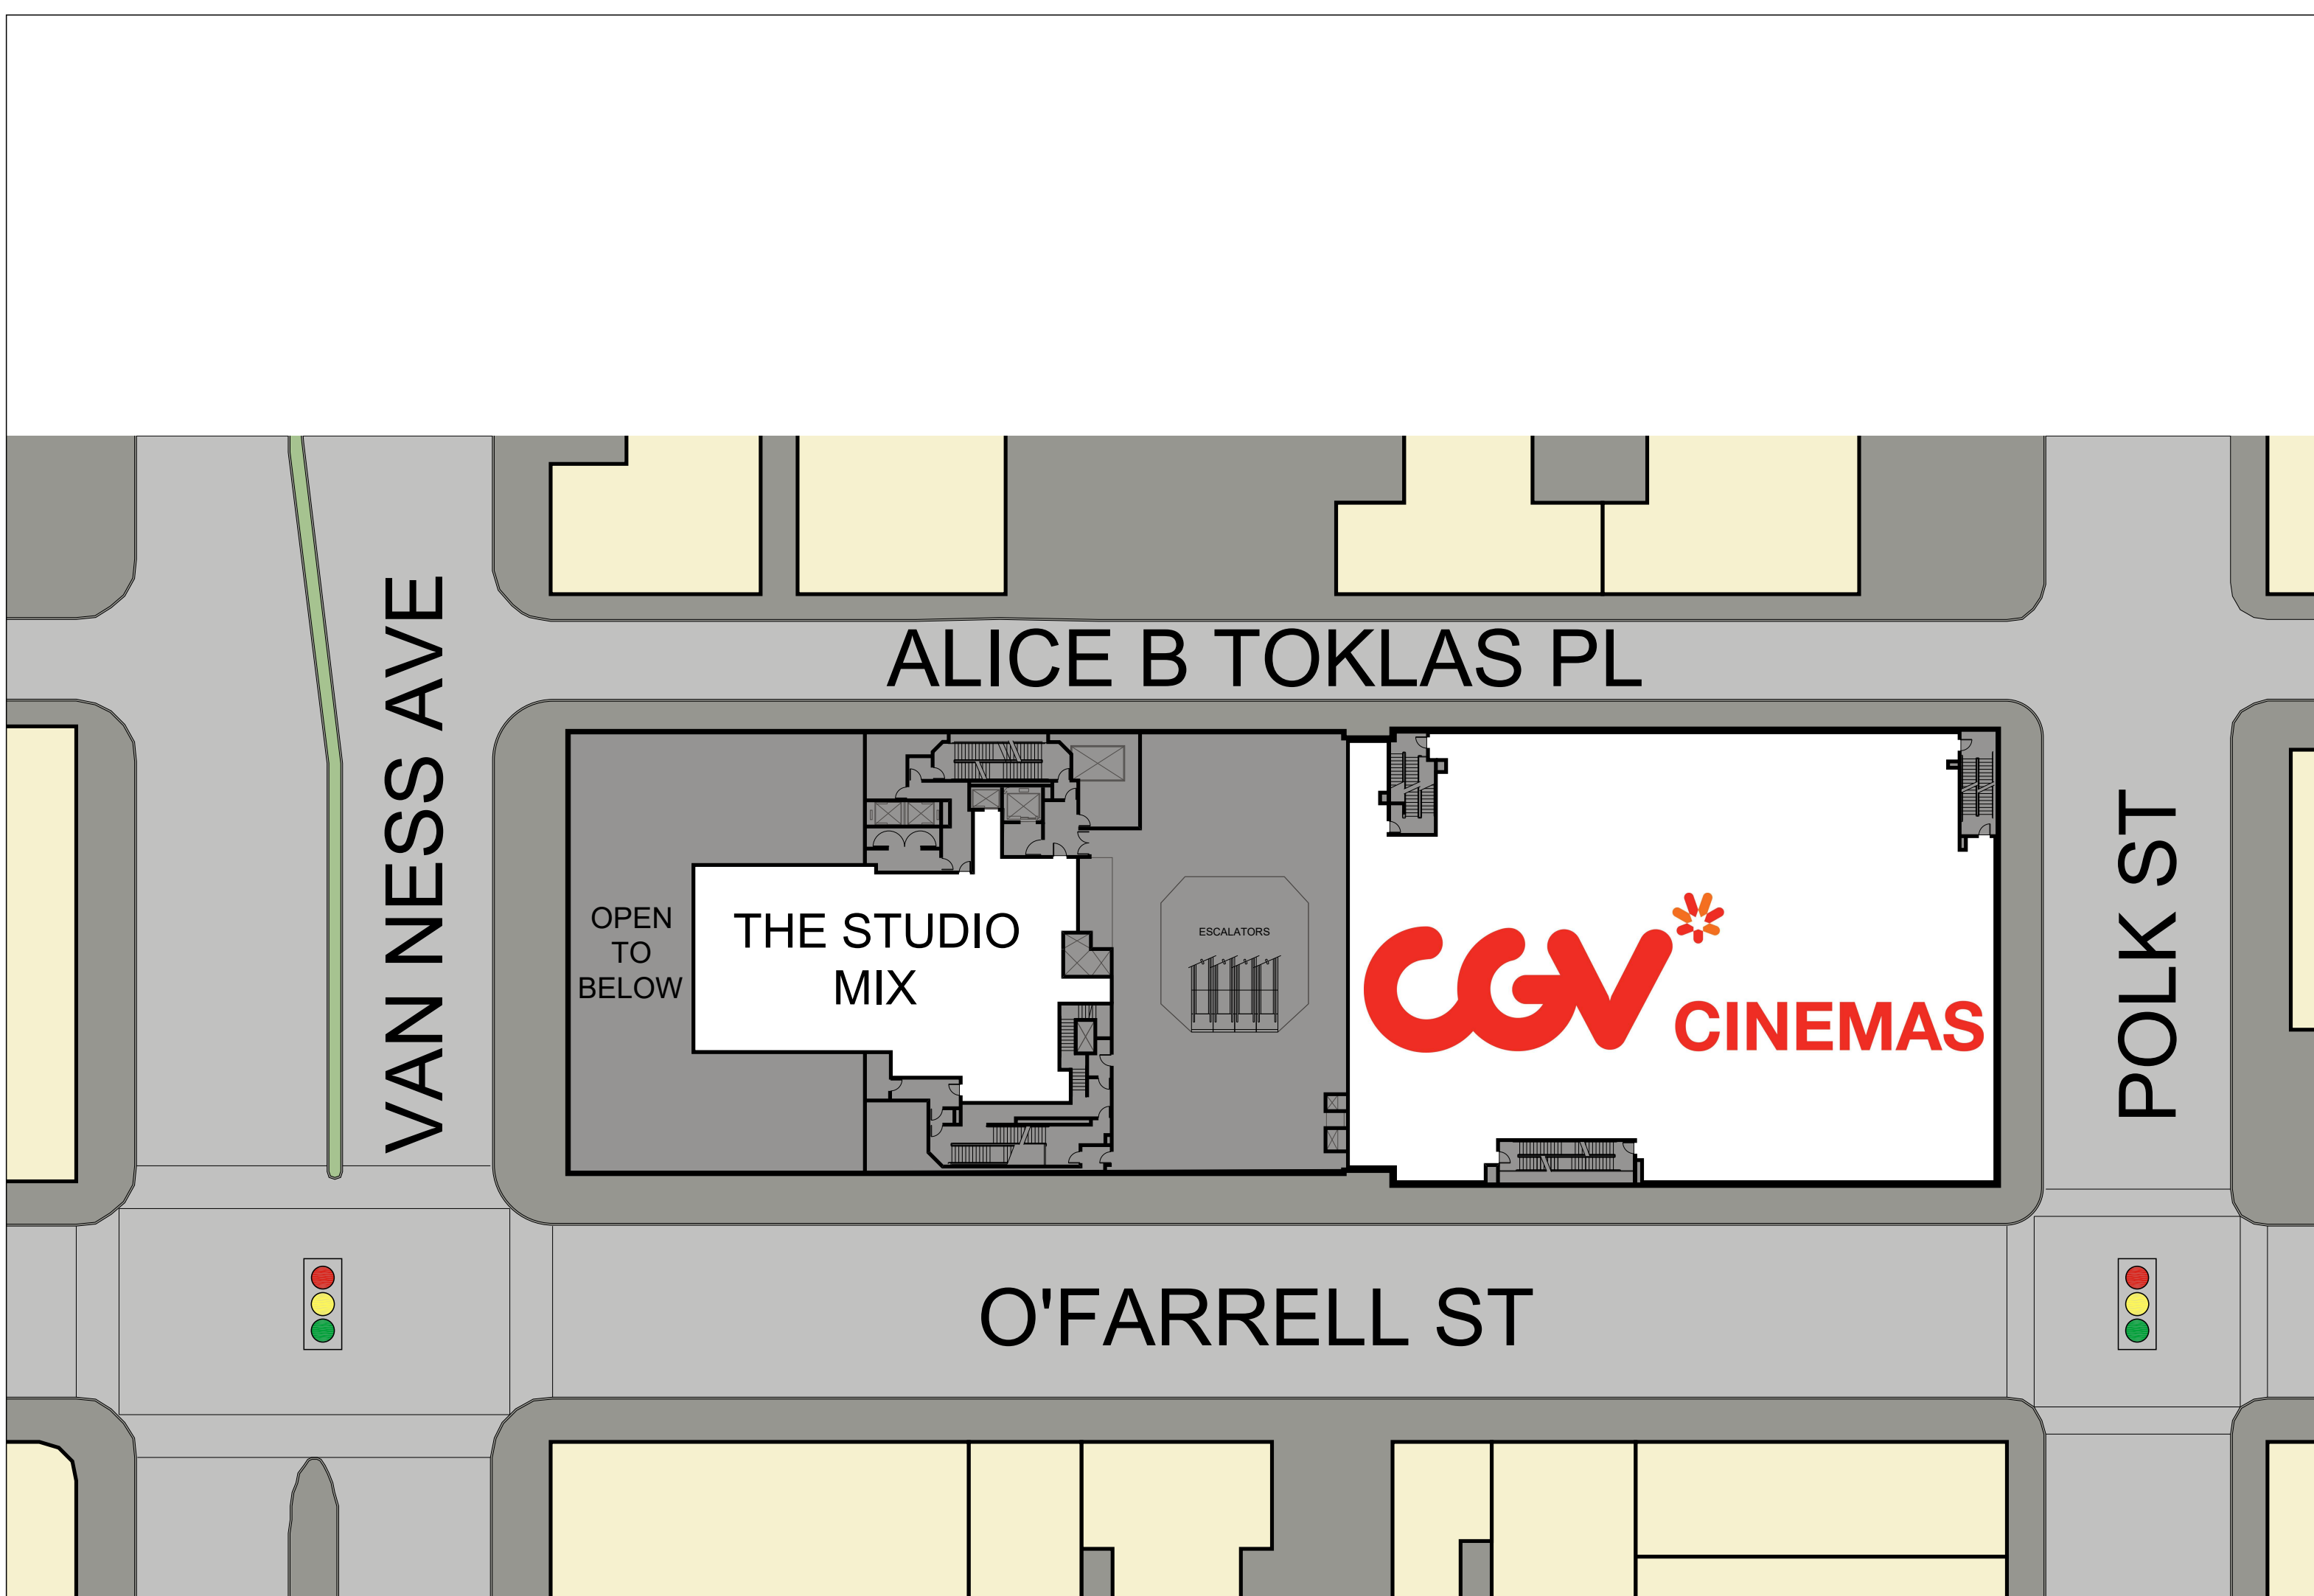 VAN NESS AVE
ALICE B TOKLAS PL
POLK ST
OPEN
TO
BELOW
THE STUDIO
MIX
ESCALATORS
CGV
CINEMAS
O'FARRELL ST